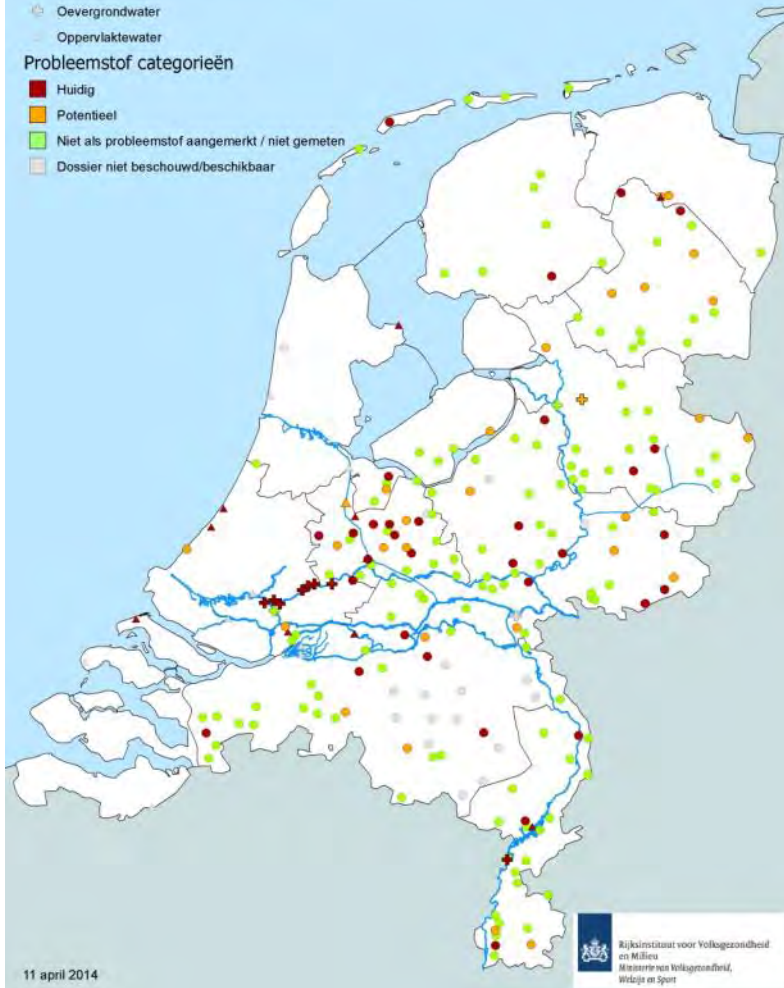 Oevergrondwater
Oppervlaktewater
Probleemstof categorieën
Huidig
Potentieel
Niet als probleemstof aangemerkt / niet gemeten
Dossier niet beschouwd/beschikbaar
11 april 2014
Rijksinstituut voor Volksgezondheid
en Milieu
Ministerie van Volksgezondheid,
Welzijn en Sport